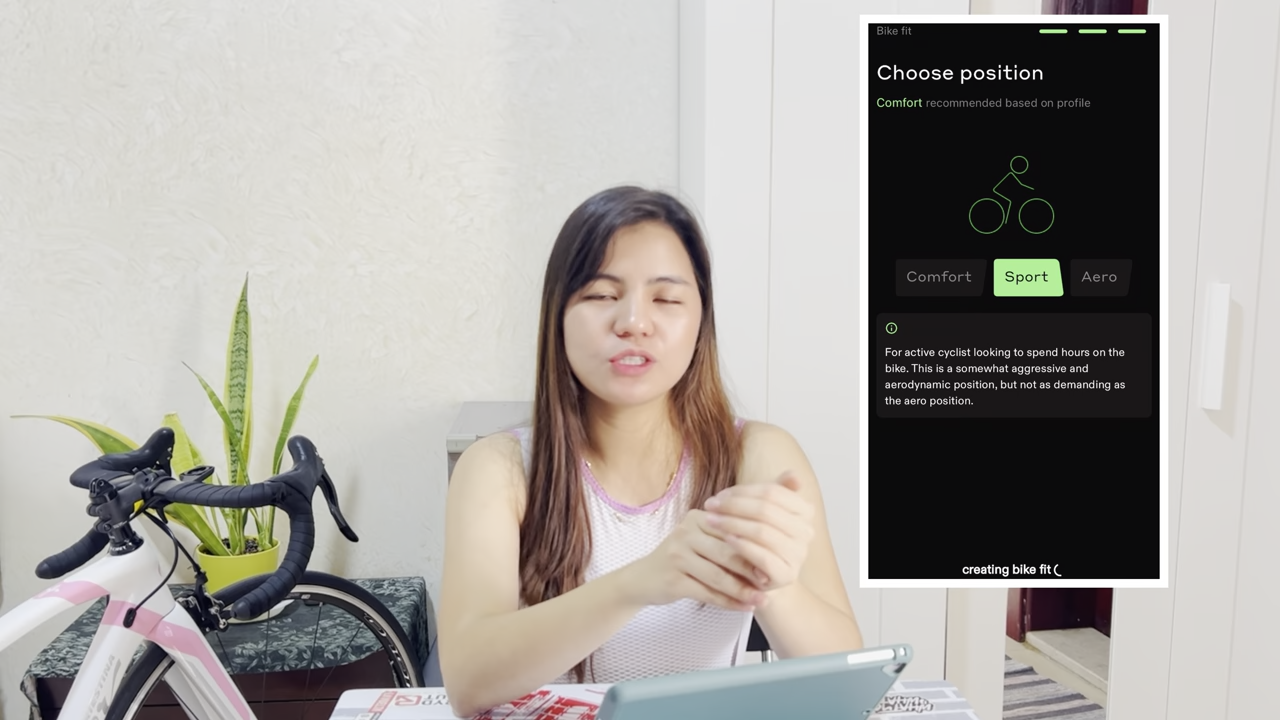 Bike fit
Choose position
Comfort recommended based on profile
Comfort
Sport
Aero
For active cyclist looking to spend hours on the
bike. This is a somewhat aggressive and
aerodynamic position, but not as demanding as
the aero position.
creating bike fit